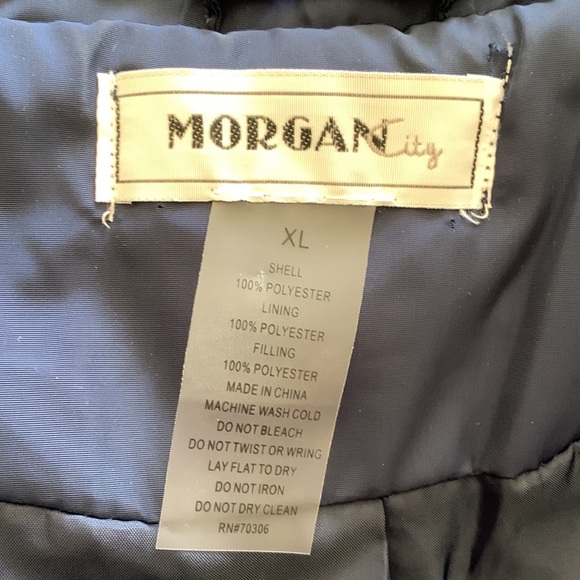 MORGAN City
XL
SHELL
100% POLYESTER
LINING
100% POLYESTER
FILLING
100% POLYESTER
MADE IN CHINA
MACHINE WASH COLD
DO NOT BLEACH
DO NOT TWIST OR WRING
LAY FLAT TO DRY
DO NOT IRON
DO NOT DRY CLEAN
RN#70306